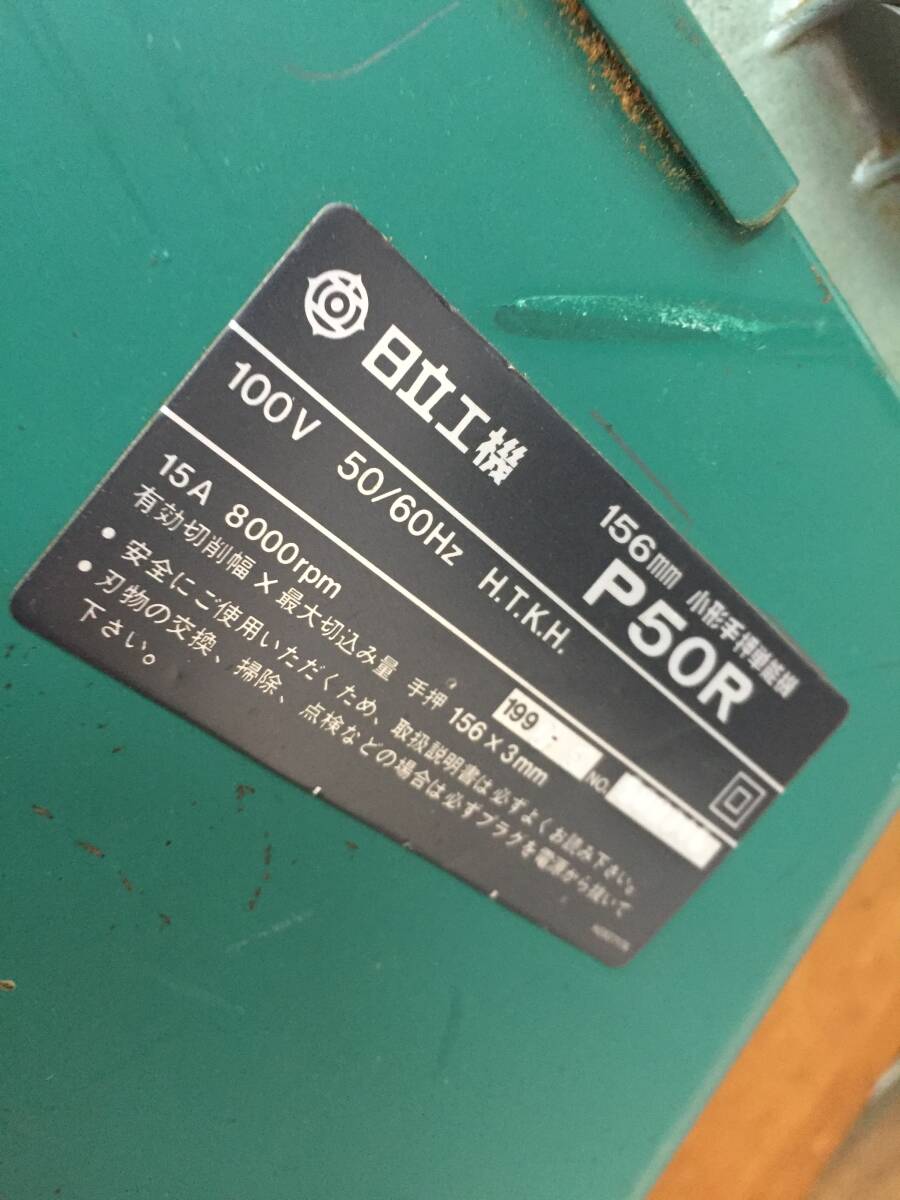 日立工機
156mm 小形手押単能機
P50R
100V 50/60Hz H.T.K.H.
15A 8000rpm
199 NO.
有効切削幅×最大切込み量 手押 156×3mm
• 安全にご使用いただくため、取扱説明書は必ずよくお読み下さい。
• 刃物の交換、掃除、点検などの場合は必ずプラグを電源から抜いて
下さい。